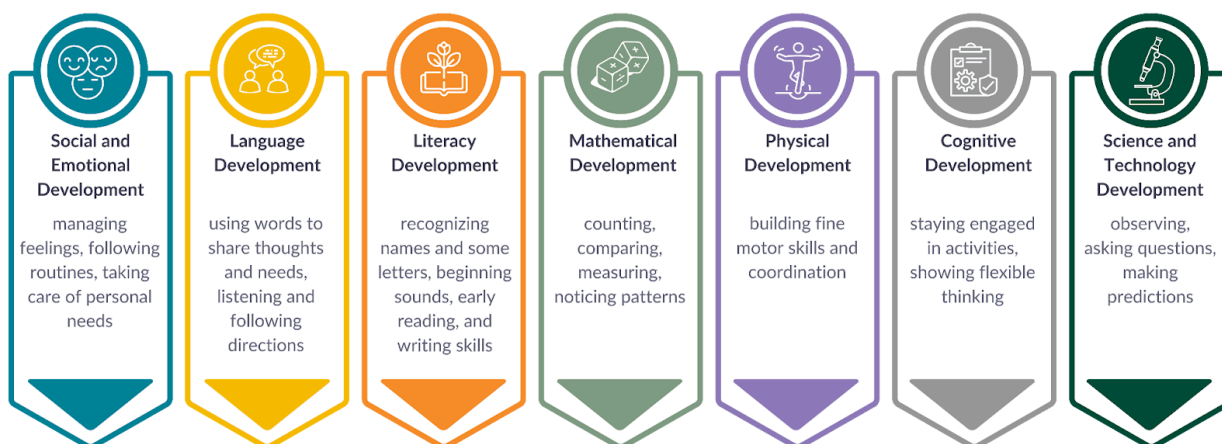 Social and
Emotional
Development
managing
feelings, following
routines, taking
care of personal
needs
Language
Development
using words to
share thoughts
and needs,
listening and
following
directions
Literacy
Development
recognizing
names and some
letters, beginning
sounds, early
reading, and
writing skills
Mathematical
Development
counting,
comparing,
measuring,
noticing patterns
Physical
Development
building fine
motor skills and
coordination
Cognitive
Development
staying engaged
in activities,
showing flexible
thinking
Science and
Technology
Development
observing,
asking questions,
making
predictions